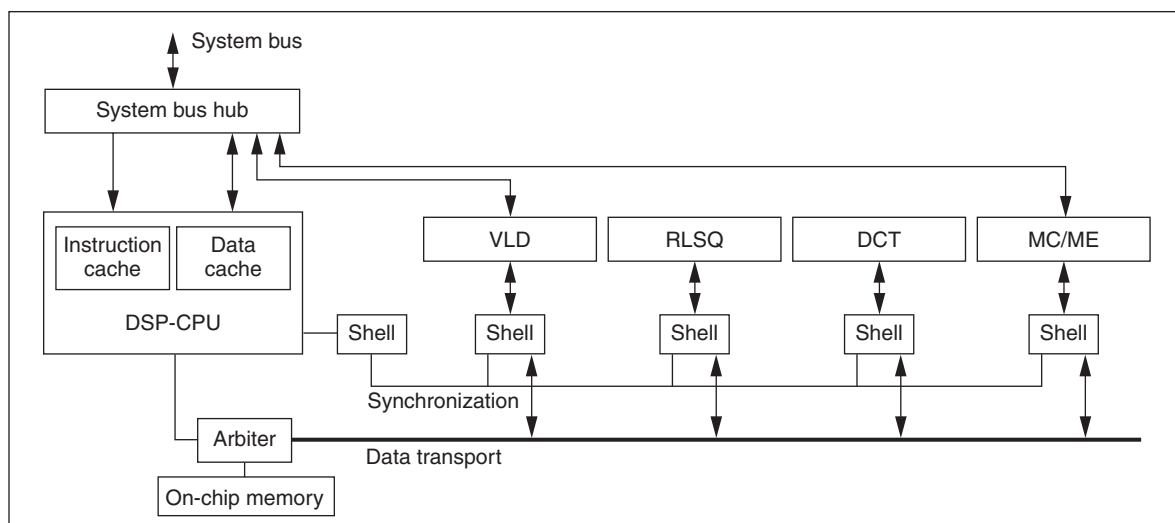 System bus
System bus hub
Instruction
cache
Data
cache
DSP-CPU
VLD
RLSQ
DCT
MC/ME
Shell
Shell
Shell
Shell
Shell
Synchronization
Arbiter
Data transport
On-chip memory